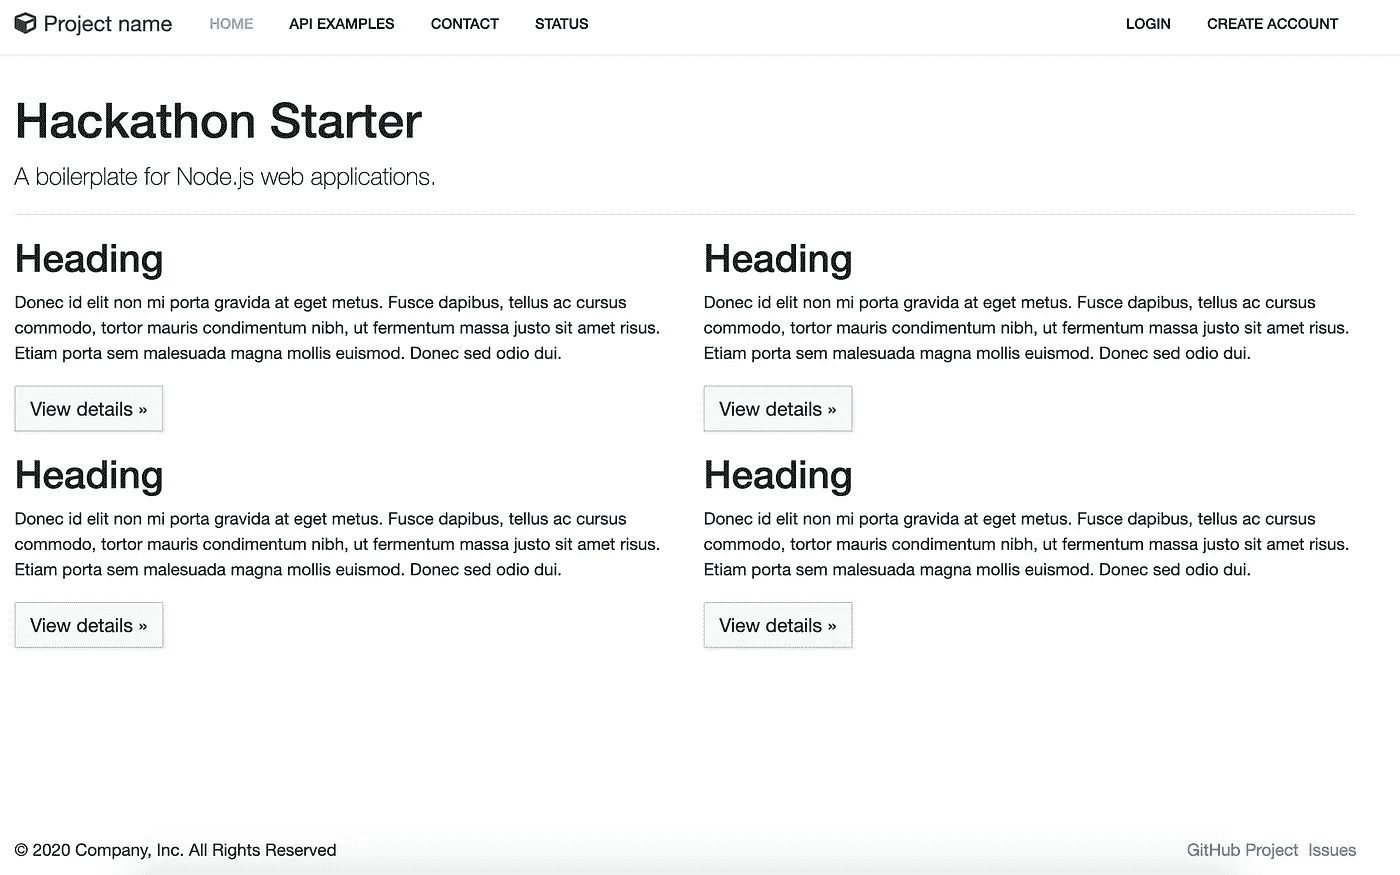 Project name HOME API EXAMPLES CONTACT STATUS LOGIN CREATE ACCOUNT
Hackathon Starter
A boilerplate for Node.js web applications.
Heading
Donec id elit non mi porta gravida at eget metus. Fusce dapibus, tellus ac cursus
commodo, tortor mauris condimentum nibh, ut fermentum massa justo sit amet risus.
Etiam porta sem malesuada magna mollis euismod. Donec sed odio dui.
View details »
Heading
Donec id elit non mi porta gravida at eget metus. Fusce dapibus, tellus ac cursus
commodo, tortor mauris condimentum nibh, ut fermentum massa justo sit amet risus.
Etiam porta sem malesuada magna mollis euismod. Donec sed odio dui.
View details »
Heading
Donec id elit non mi porta gravida at eget metus. Fusce dapibus, tellus ac cursus
commodo, tortor mauris condimentum nibh, ut fermentum massa justo sit amet risus.
Etiam porta sem malesuada magna mollis euismod. Donec sed odio dui.
View details »
Heading
Donec id elit non mi porta gravida at eget metus. Fusce dapibus, tellus ac cursus
commodo, tortor mauris condimentum nibh, ut fermentum massa justo sit amet risus.
Etiam porta sem malesuada magna mollis euismod. Donec sed odio dui.
View details »
© 2020 Company, Inc. All Rights Reserved GitHub Project Issues